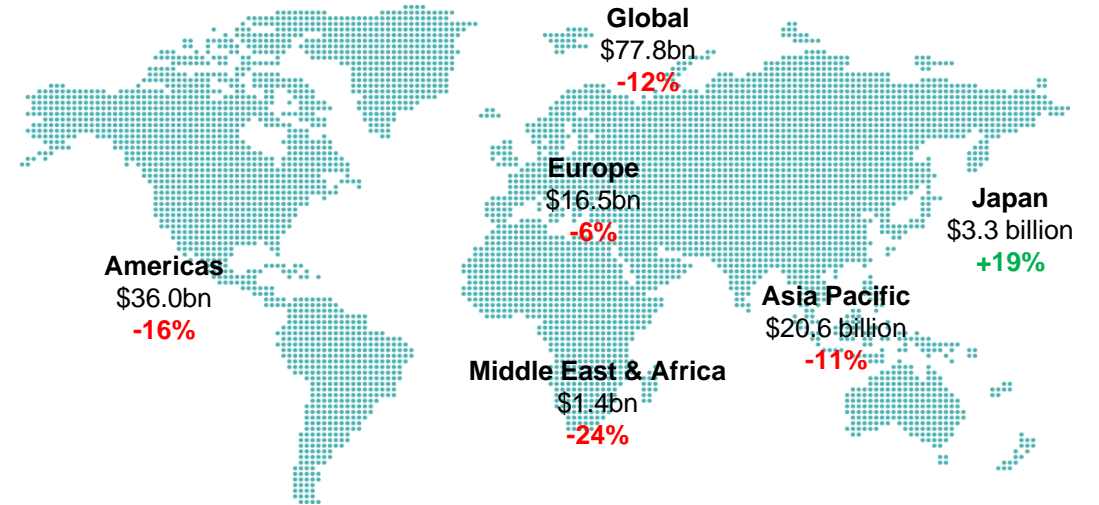 Global
$77.8bn
-12%
Europe
$16.5bn
-6%
Japan
$3.3 billion
+19%
Americas
$36.0bn
-16%
Asia Pacific
$20.6 billion
-11%
Middle East & Africa
$1.4bn
-24%